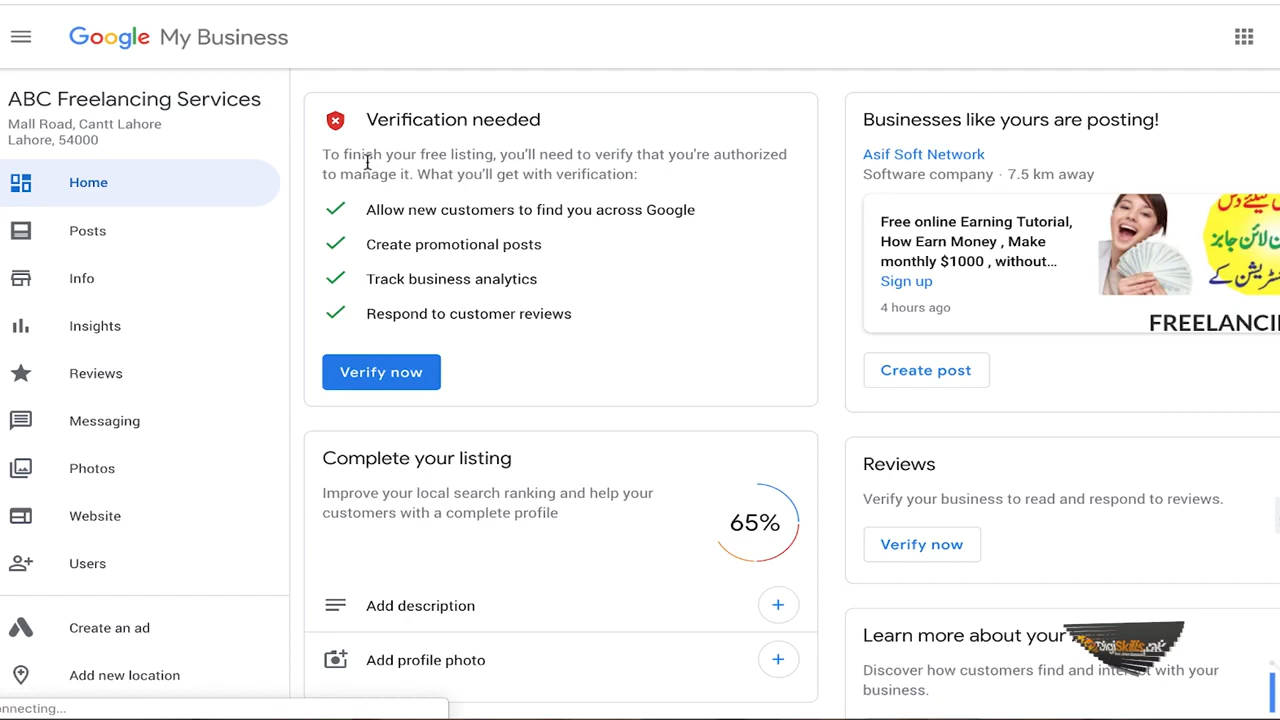 Google My Business
ABC Freelancing Services
Mall Road, Cantt Lahore
Lahore, 54000
Home
Posts
Info
Insights
Reviews
Messaging
Photos
Website
Users
Create an ad
Add new location
onnecting...
Verification needed
To finish your free listing, you'll need to verify that you're authorized
to manage it. What you'll get with verification:
Allow new customers to find you across Google
Create promotional posts
Track business analytics
Respond to customer reviews
Verify now
Complete your listing
Improve your local search ranking and help your
customers with a complete profile
65%
Add description
Add profile photo
Businesses like yours are posting!
Asif Soft Network
Software company · 7.5 km away
Free online Earning Tutorial,
How Earn Money , Make
monthly $1000 , without...
Sign up
4 hours ago
لائن جابز
FREELANCI
Create post
Reviews
Verify your business to read and respond to reviews.
Verify now
Learn more about your
Discover how customers find and with your
business.